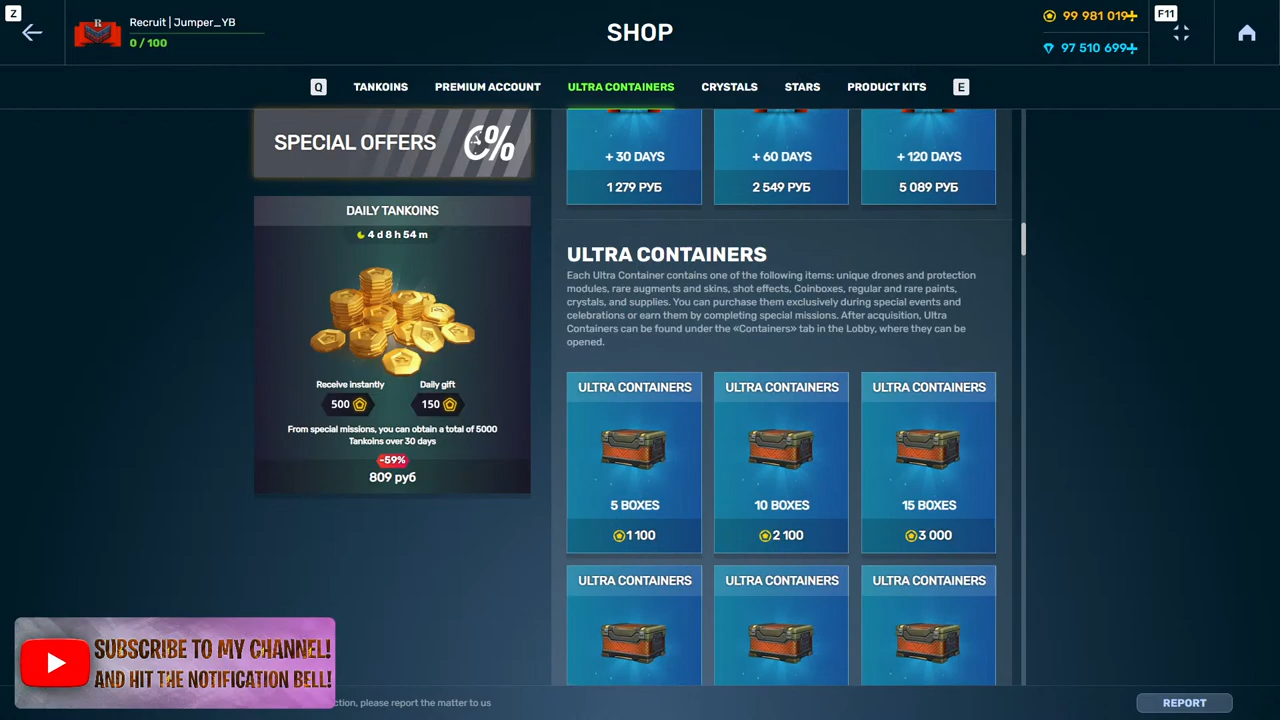 Z
Recruit | Jumper_YB
0 / 100
SHOP
99 981 019+
97 510 699+
F11
Q
TANKOINS
PREMIUM ACCOUNT
ULTRA CONTAINERS
CRYSTALS
STARS
PRODUCT KITS
E
SPECIAL OFFERS
%
DAILY TANKOINS
4 d 8 h 54 m
Receive instantly
Daily gift
500
150
From special missions, you can obtain a total of 5000
Tankoins over 30 days
-59%
809 руб
+ 30 DAYS
+ 60 DAYS
+ 120 DAYS
1 279 РУБ
2 549 РУБ
5 089 РУБ
ULTRA CONTAINERS
Each Ultra Container contains one of the following items: unique drones and protection
modules, rare augments and skins, shot effects, Coinboxes, regular and rare paints,
crystals, and supplies. You can purchase them exclusively during special events and
celebrations or earn them by completing special missions. After acquisition, Ultra
Containers can be found under the «Containers» tab in the Lobby, where they can be
opened.
ULTRA CONTAINERS
ULTRA CONTAINERS
ULTRA CONTAINERS
5 BOXES
10 BOXES
15 BOXES
1 100
2 100
3 000
ULTRA CONTAINERS
ULTRA CONTAINERS
ULTRA CONTAINERS
SUBSCRIBE TO MY CHANNEL!
AND HIT THE NOTIFICATION BELL!
ction, please report the matter to us
REPORT